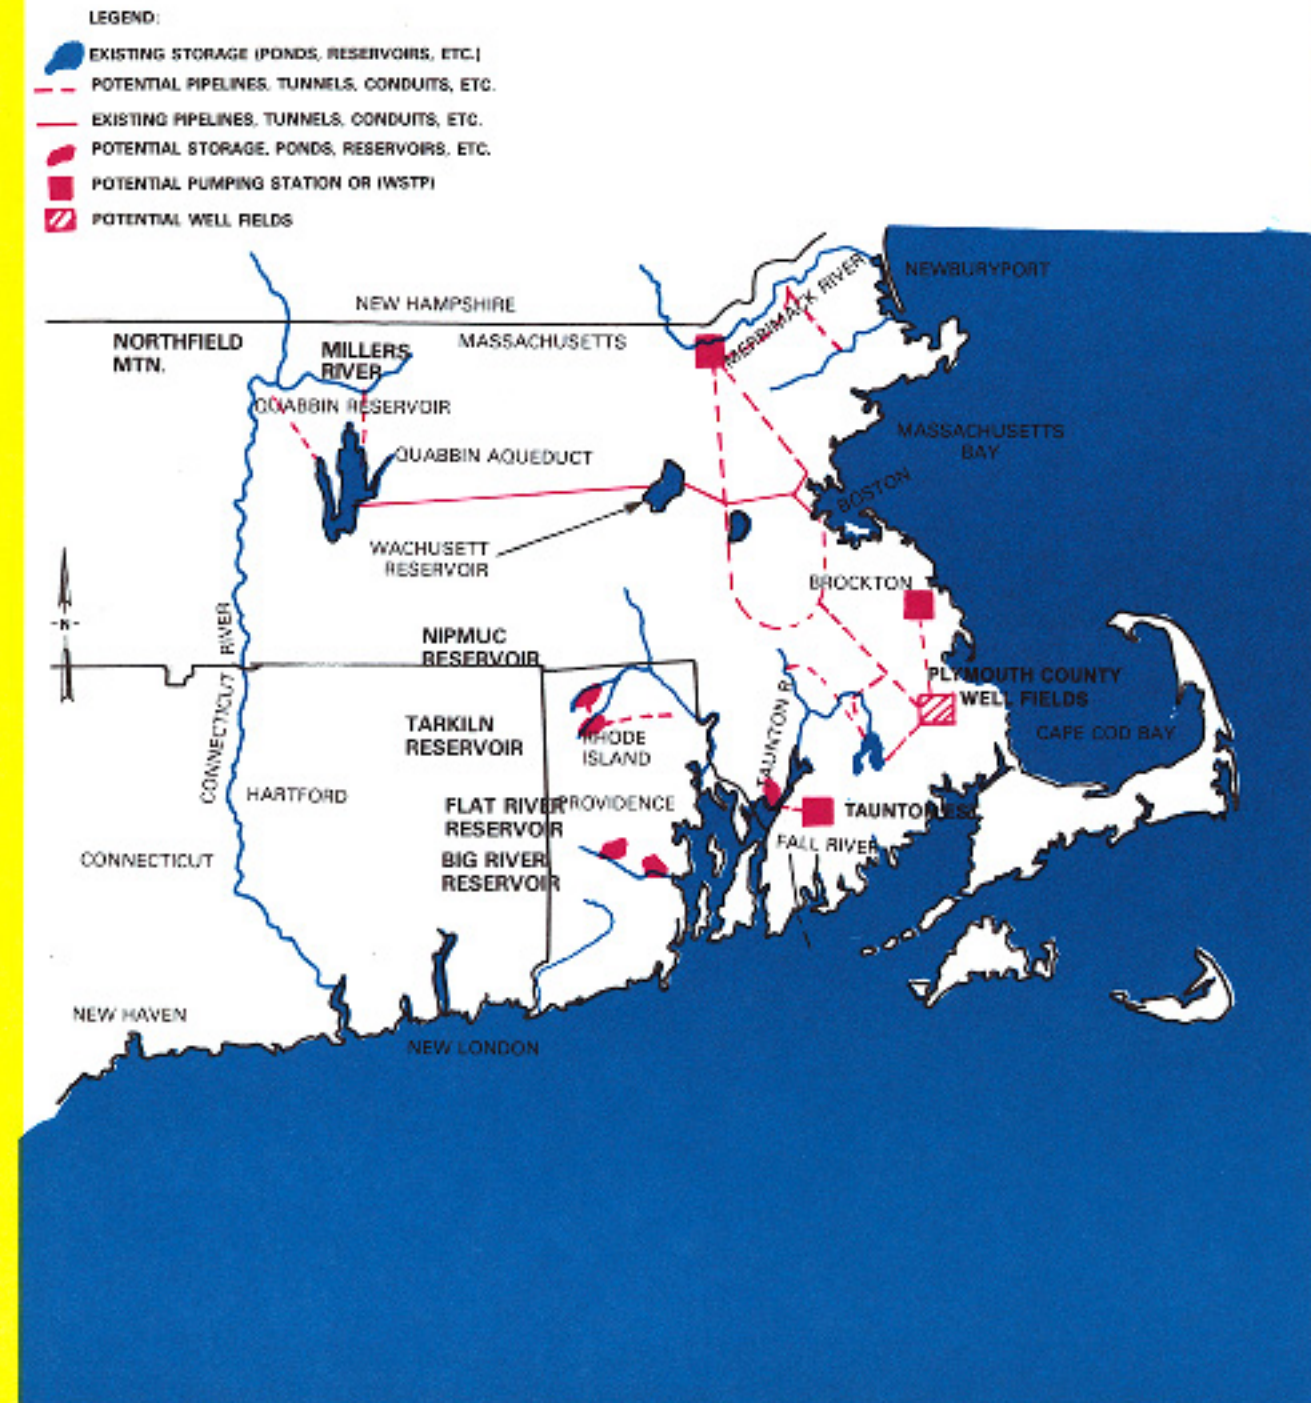 LEGEND:
EXISTING STORAGE (PONDS, RESERVOIRS, ETC.)
POTENTIAL PIPELINES, TUNNELS, CONDUITS, ETC.
EXISTING PIPELINES, TUNNELS, CONDUITS, ETC.
POTENTIAL STORAGE, PONDS, RESERVOIRS, ETC.
POTENTIAL PUMPING STATION OR (WSTP)
POTENTIAL WELL FIELDS
NEWBURYPORT
MERRIMACK RIVER
NEW HAMPSHIRE
MASSACHUSETTS
NORTHFIELD
MTN.
MILLERS
RIVER
QUABBIN RESERVOIR
QUABBIN AQUEDUCT
MASSACHUSETTS
BAY
BOSTON
WACHUSETT
RESERVOIR
BROCKTON
N
NIPMUC
RESERVOIR
CONNECTICUT RIVER
PLYMOUTH COUNTY
WELL FIELDS
TAUNTON R.
TARKILN
RESERVOIR
RHODE
ISLAND
CAPE COD BAY
HARTFORD
FLAT RIVER
RESERVOIR
PROVIDENCE
TAUNTON
FALL RIVER
CONNECTICUT
BIG RIVER
RESERVOIR
NEW HAVEN
NEW LONDON